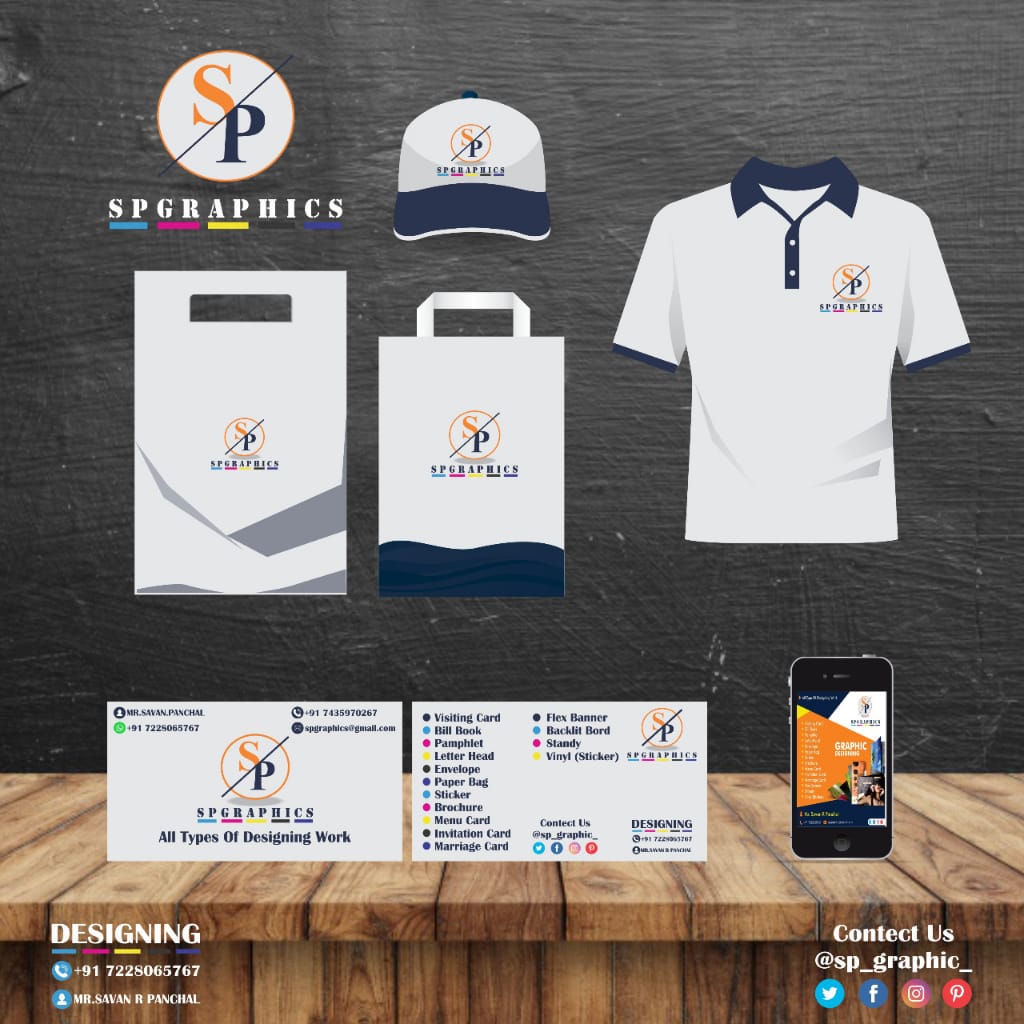 SP
SPGRAPHICS
SP
SPGRAPHICS
SP
SPGRAPHICS
SP
SPGRAPHICS
SP
SPGRAPHICS
MR.SAVAN.PANCHAL
+91 7228065767
+91 7435970267
spgraphics@gmail.com
SP
SPGRAPHICS
All Types Of Designing Work
Visiting Card
Bill Book
Pamphlet
Letter Head
Envelope
Paper Bag
Sticker
Brochure
Menu Card
Invitation Card
Marriage Card
Flex Banner
Backlit Bord
Standy
Vinyl (Sticker)
SP
SPGRAPHICS
Contect Us
@sp_graphic_
DESIGNING
+91 7228065767
MR.SAVAN R PANCHAL
SP
SPGRAPHICS
GRAPHIC
DESIGNING
DESIGNING
+91 7228065767
MR.SAVAN R PANCHAL
Contect Us
@sp_graphic_